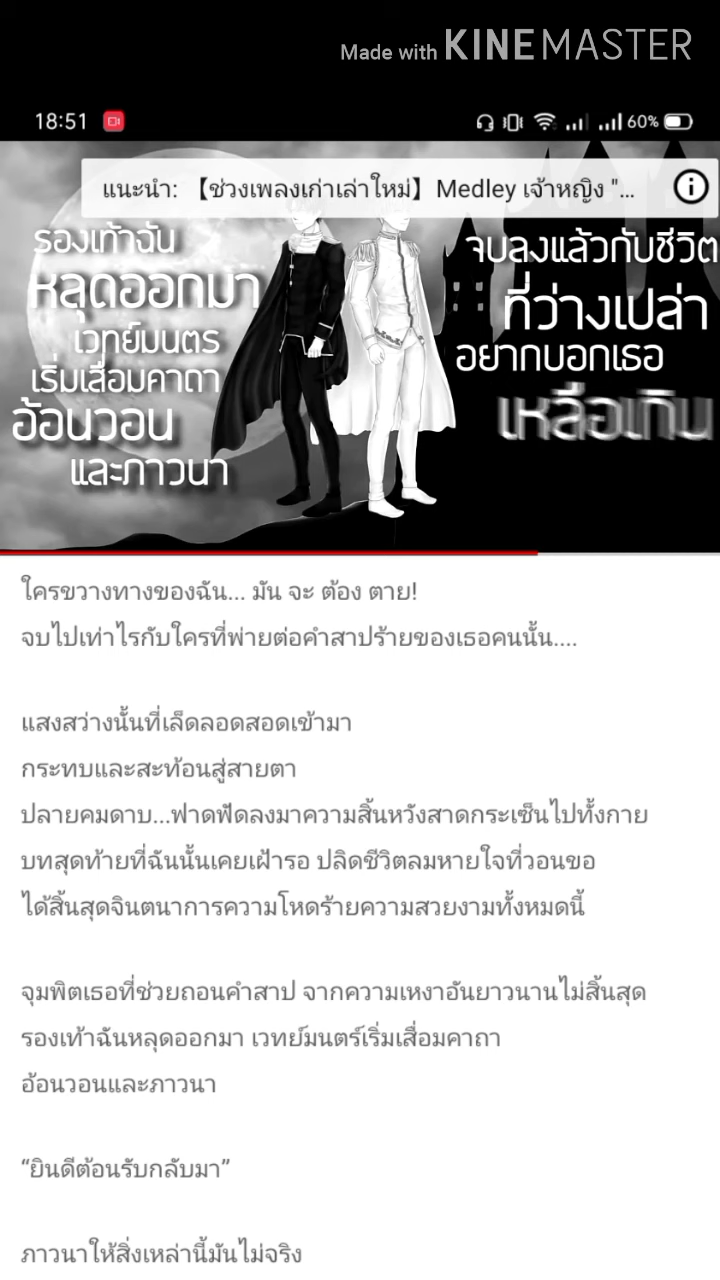 Made with KINEMASTER
18:51
60%
แนะนำ: 【ช่วงเพลงเก่าเล่าใหม่】 Medley เจ้าหญิง "...
รองเท้าฉัน
หลุดออกมา
เวทย์มนตร
เริ่มเสื่อมคาถา
อ้อนวอน
และภาวนา
จบลงแล้วกับชีวิต
ที่ว่างเปล่า
อยากบอกเธอ
เหลือเกิน
ใครขวางทางของฉัน... มัน จะ ต้อง ตาย!
จบไปเท่าไรกับใครที่พ่ายต่อคำสาปร้ายของเธอคนนั้น....
แสงสว่างนั้นที่เล็ดลอดสอดเข้ามา
กระทบและสะท้อนสู่สายตา
ปลายคมดาบ...ฟาดฟัดลงมาความสิ้นหวังสาดกระเซ็นไปทั้งกาย
บทสุดท้ายที่ฉันนั้นเคยเฝ้ารอ ปลิดชีวิตลมหายใจที่วอนขอ
ได้สิ้นสุดจินตนาการความโหดร้ายความสวยงามทั้งหมดนี้
จุมพิตเธอที่ช่วยถอนคำสาป จากความเหงาอันยาวนานไม่สิ้นสุด
รองเท้าฉันหลุดออกมา เวทย์มนตร์เริ่มเสื่อมคาถา
อ้อนวอนและภาวนา
“ยินดีต้อนรับกลับมา”
ภาวนาให้สิ่งเหล่านี้มันไม่จริง